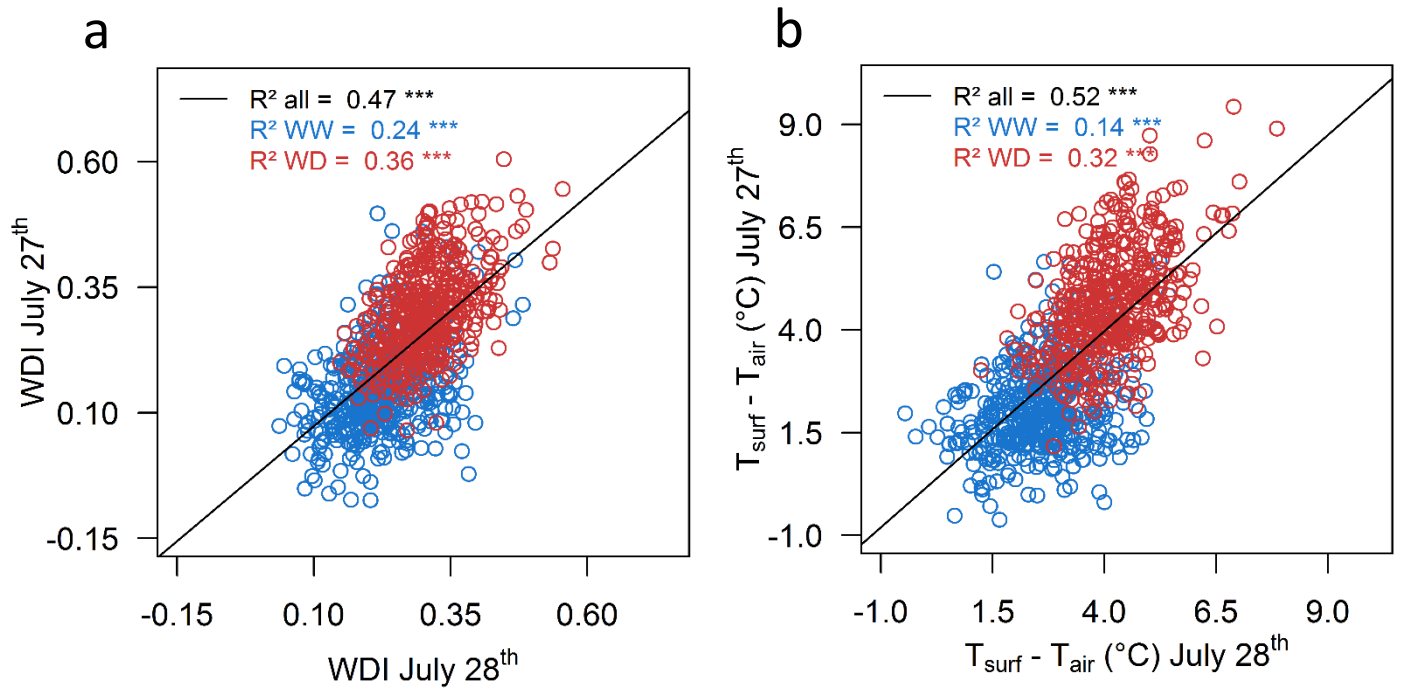 a
R² all = 0.47 ***
R² WW = 0.24 ***
R² WD = 0.36 ***
0.60
0.35
0.10
-0.15
WDI July 27th
-0.15 0.10 0.35 0.60
WDI July 28th
b
R² all = 0.52 ***
R² WW = 0.14 ***
R² WD = 0.32 ***
9.0
6.5
4.0
1.5
-1.0
Tsurf - Tair (°C) July 27th
-1.0 1.5 4.0 6.5 9.0
Tsurf - Tair (°C) July 28th